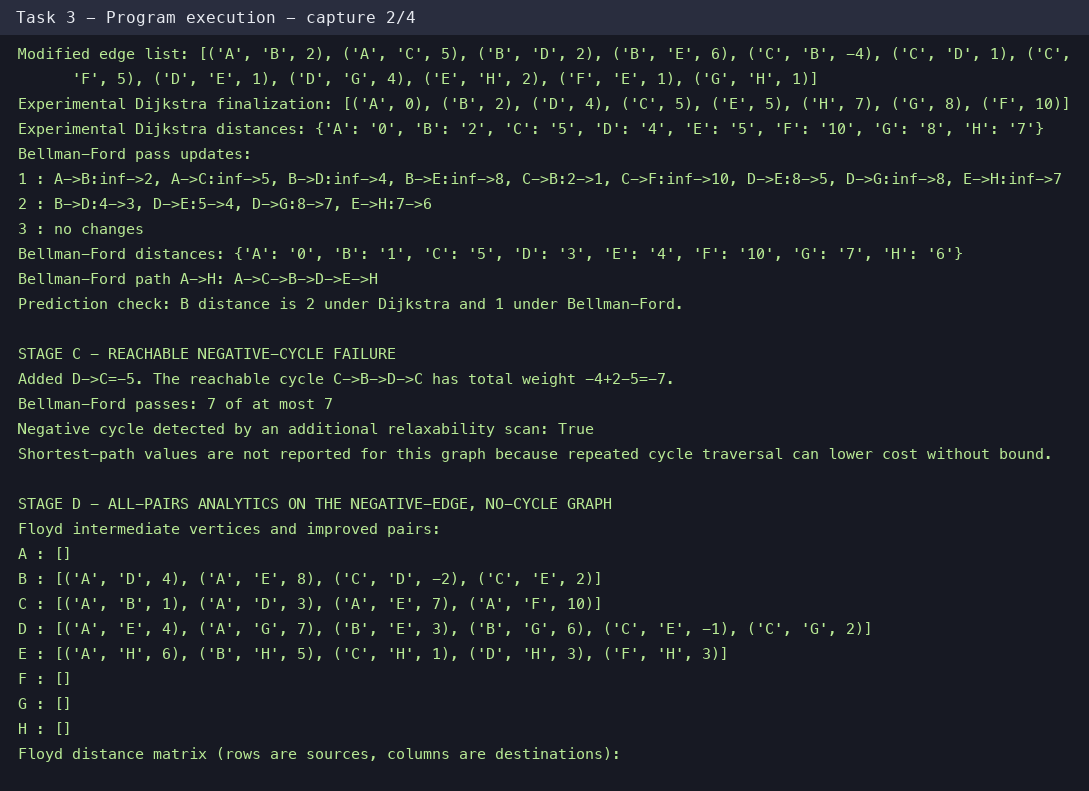 Task 3 – Program execution – capture 2/4
Modified edge list: [('A', 'B', 2), ('A', 'C', 5), ('B', 'D', 2), ('B', 'E', 6), ('C', 'B', −4), ('C', 'D', 1), ('C',
'F', 5), ('D', 'E', 1), ('D', 'G', 4), ('E', 'H', 2), ('F', 'E', 1), ('G', 'H', 1)]
Experimental Dijkstra finalization: [('A', 0), ('B', 2), ('D', 4), ('C', 5), ('E', 5), ('H', 7), ('G', 8), ('F', 10)]
Experimental Dijkstra distances: {'A': '0', 'B': '2', 'C': '5', 'D': '4', 'E': '5', 'F': '10', 'G': '8', 'H': '7'}
Bellman−Ford pass updates:
1 : A−>B:inf−>2, A−>C:inf−>5, B−>D:inf−>4, B−>E:inf−>8, C−>B:2−>1, C−>F:inf−>10, D−>E:8−>5, D−>G:inf−>8, E−>H:inf−>7
2 : B−>D:4−>3, D−>E:5−>4, D−>G:8−>7, E−>H:7−>6
3 : no changes
Bellman−Ford distances: {'A': '0', 'B': '1', 'C': '5', 'D': '3', 'E': '4', 'F': '10', 'G': '7', 'H': '6'}
Bellman−Ford path A−>H: A−>C−>B−>D−>E−>H
Prediction check: B distance is 2 under Dijkstra and 1 under Bellman−Ford.
STAGE C − REACHABLE NEGATIVE−CYCLE FAILURE
Added D−>C=−5. The reachable cycle C−>B−>D−>C has total weight −4+2−5=−7.
Bellman−Ford passes: 7 of at most 7
Negative cycle detected by an additional relaxability scan: True
Shortest−path values are not reported for this graph because repeated cycle traversal can lower cost without bound.
STAGE D − ALL−PAIRS ANALYTICS ON THE NEGATIVE−EDGE, NO−CYCLE GRAPH
Floyd intermediate vertices and improved pairs:
A : []
B : [('A', 'D', 4), ('A', 'E', 8), ('C', 'D', −2), ('C', 'E', 2)]
C : [('A', 'B', 1), ('A', 'D', 3), ('A', 'E', 7), ('A', 'F', 10)]
D : [('A', 'E', 4), ('A', 'G', 7), ('B', 'E', 3), ('B', 'G', 6), ('C', 'E', −1), ('C', 'G', 2)]
E : [('A', 'H', 6), ('B', 'H', 5), ('C', 'H', 1), ('D', 'H', 3), ('F', 'H', 3)]
F : []
G : []
H : []
Floyd distance matrix (rows are sources, columns are destinations):